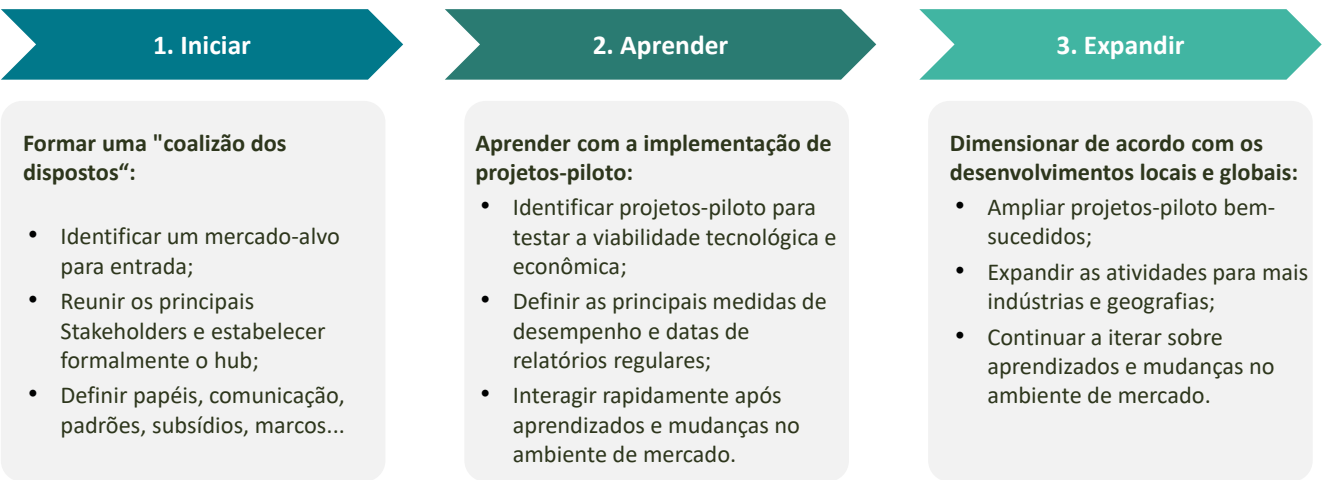 1. Iniciar
Formar uma "coalizão dos
dispostos“:
• Identificar um mercado-alvo
para entrada;
• Reunir os principais
Stakeholders e estabelecer
formalmente o hub;
• Definir papéis, comunicação,
padrões, subsídios, marcos...
2. Aprender
Aprender com a implementação de
projetos-piloto:
• Identificar projetos-piloto para
testar a viabilidade tecnológica e
econômica;
• Definir as principais medidas de
desempenho e datas de
relatórios regulares;
• Interagir rapidamente após
aprendizados e mudanças no
ambiente de mercado.
3. Expandir
Dimensionar de acordo com os
desenvolvimentos locais e globais:
• Ampliar projetos-piloto bem-
sucedidos;
• Expandir as atividades para mais
indústrias e geografias;
• Continuar a iterar sobre
aprendizados e mudanças no
ambiente de mercado.